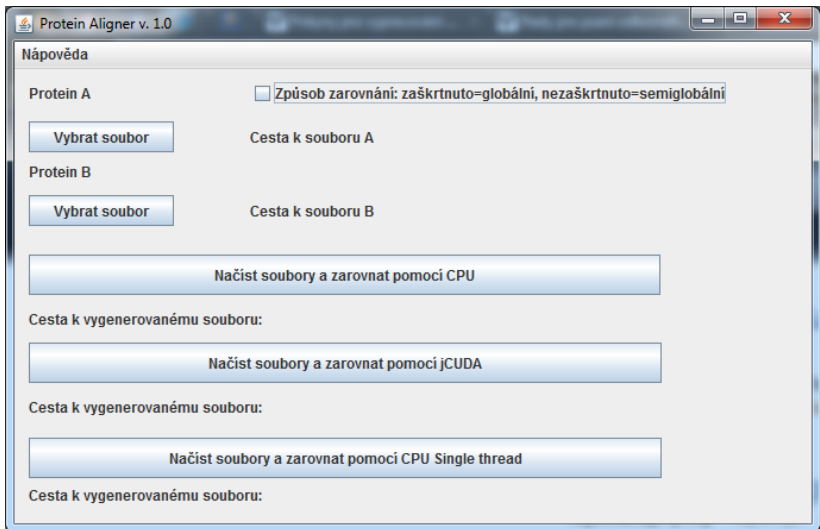 Protein Aligner v. 1.0
Nápověda
Protein A
Způsob zarovnání: zaškrtnuto=globální, nezaškrtnuto=semiglobální
Vybrat soubor
Cesta k souboru A
Protein B
Vybrat soubor
Cesta k souboru B
Načíst soubory a zarovnat pomocí CPU
Cesta k vygenerovanému souboru:
Načíst soubory a zarovnat pomocí jCUDA
Cesta k vygenerovanému souboru:
Načíst soubory a zarovnat pomocí CPU Single thread
Cesta k vygenerovanému souboru: